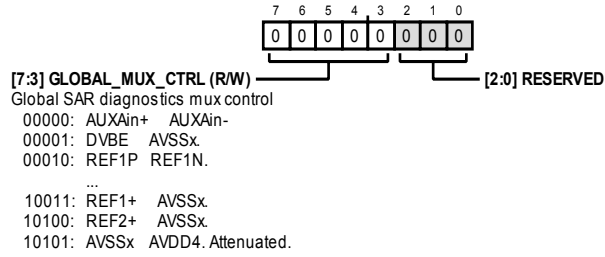 7 6 5 4 3 2 1 0
0 0 0 0 0 0 0 0
[7:3] GLOBAL_MUX_CTRL (R/W) [2:0] RESERVED
Global SAR diagnostics mux control
00000: AUXAin+ AUXAin-
00001: DVBE AVSSx.
00010: REF1P REF1N.
...
10011: REF1+ AVSSx.
10100: REF2+ AVSSx.
10101: AVSSx AVDD4. Attenuated.